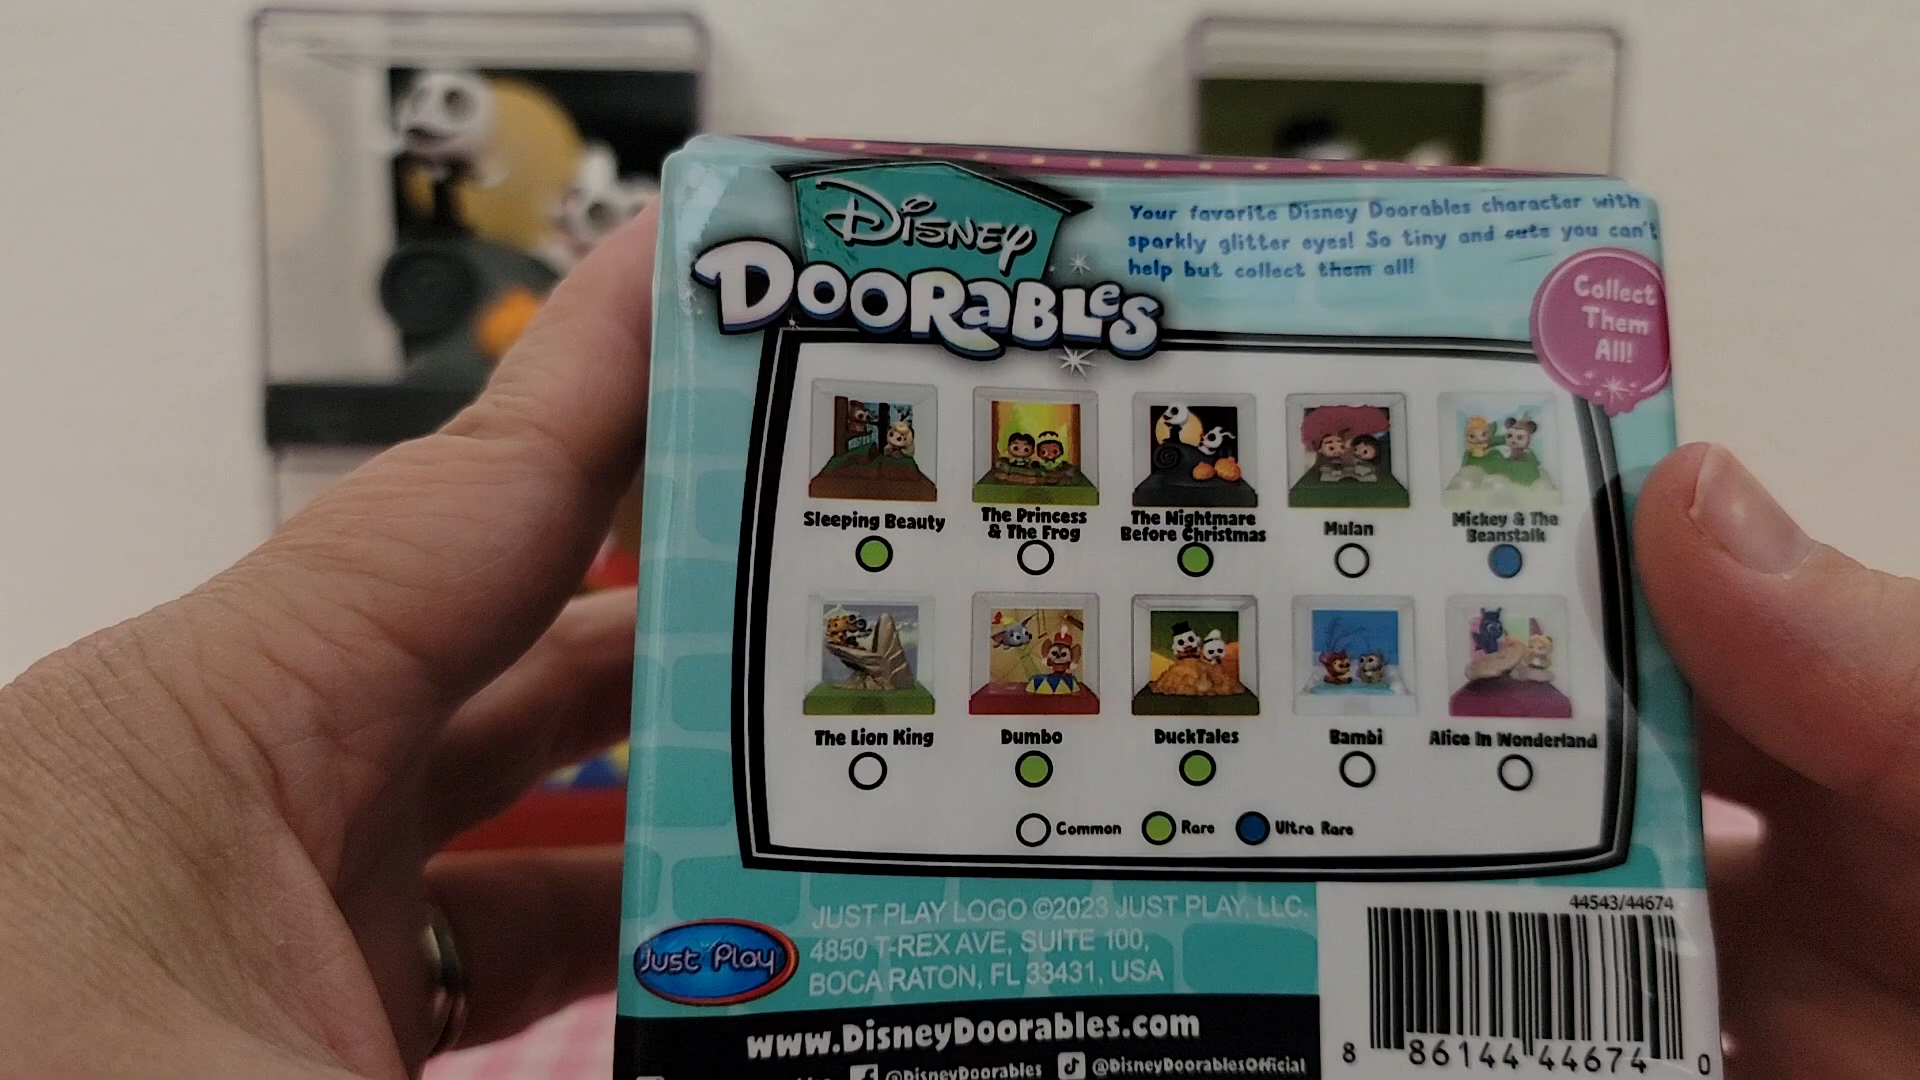 Disney
Doorables
Your favorite Disney Doorables character with
sparkly glitter eyes! So tiny and cute you can't
help but collect them all!
Collect
Them
All!
Sleeping Beauty
The Princess
& The Frog
The Nightmare
Before Christmas
Mulan
Mickey & The
Beanstalk
The Lion King
Dumbo
DuckTales
Bambi
Alice In Wonderland
Common
Rare
Ultra Rare
Just Play
JUST PLAY LOGO ©2023 JUST PLAY, LLC.
4850 T-REX AVE, SUITE 100,
BOCA RATON, FL 33431, USA
44543/44674
www.DisneyDoorables.com
@DisneyDoorables
@DisneyDoorablesOfficial
8 86144 44674 0